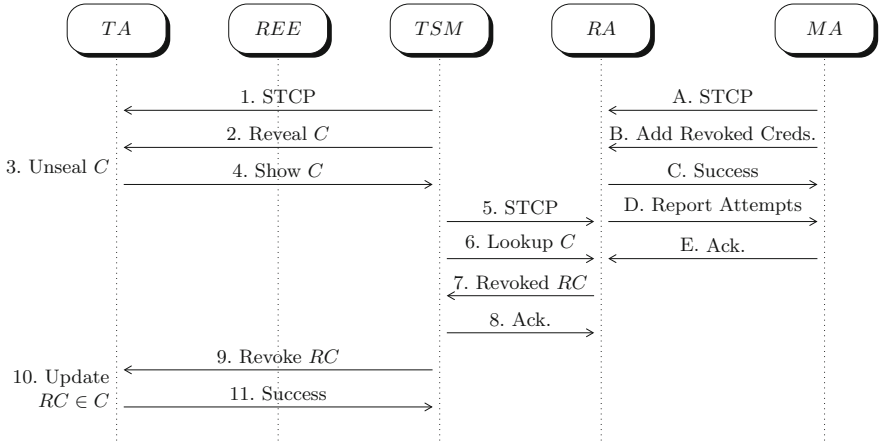 TA REE TSM RA MA
1. STCP A. STCP
2. Reveal C B. Add Revoked Creds.
3. Unseal C 4. Show C C. Success
5. STCP D. Report Attempts
6. Lookup C E. Ack.
7. Revoked RC
8. Ack.
9. Revoke RC
10. Update
RC ∈ C 11. Success